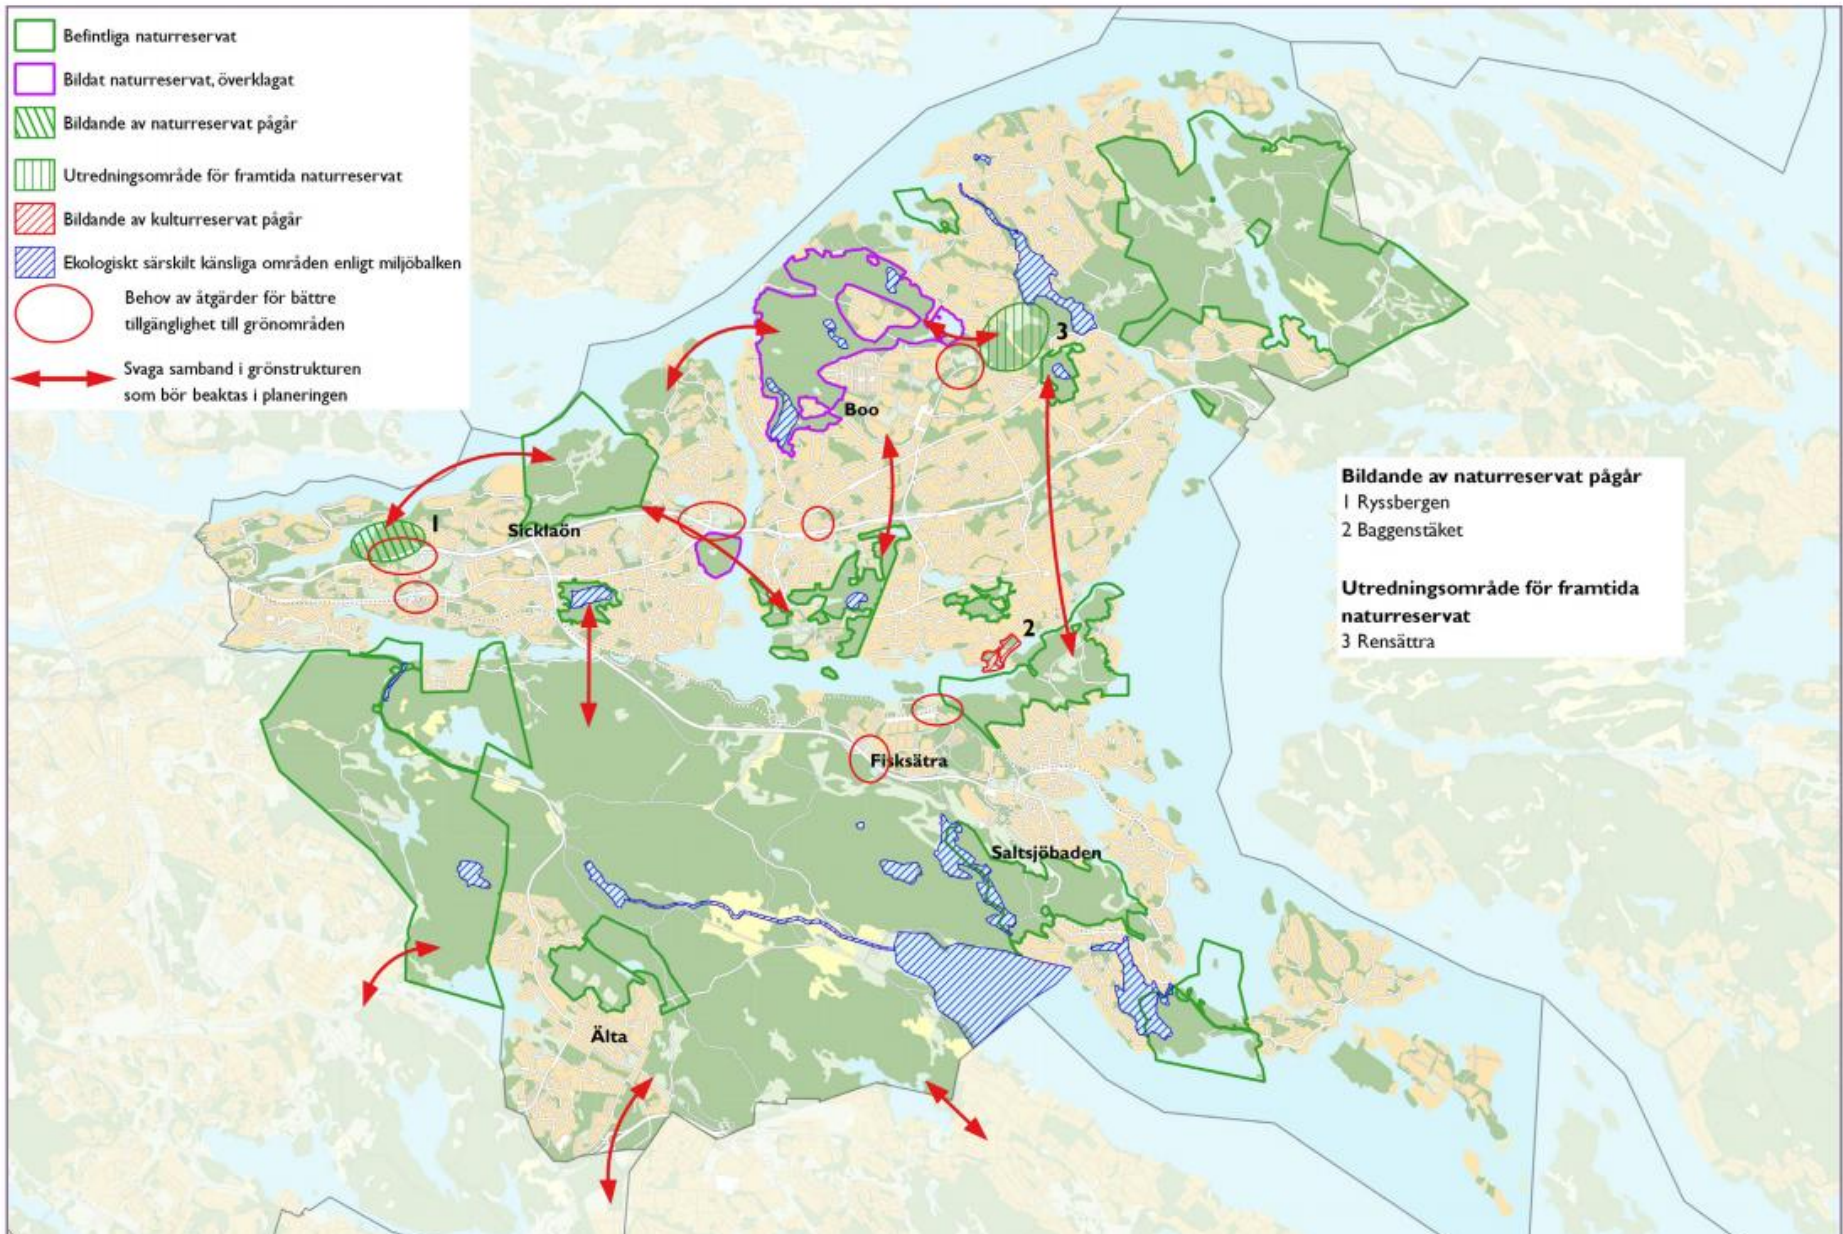 Befintliga naturreservat
Bildat naturreservat, överklagat
Bildande av naturreservat pågår
Utredningsområde för framtida naturreservat
Bildande av kulturreservat pågår
Ekologiskt särskilt känsliga områden enligt miljöbalken
Behov av åtgärder för bättre
tillgänglighet till grönområden
Svaga samband i grönstrukturen
som bör beaktas i planeringen
3
Boo
1
Sicklaön
2
Fisksätra
Saltsjöbaden
Älta
Bildande av naturreservat pågår
1 Ryssbergen
2 Baggenstäket
Utredningsområde för framtida
naturreservat
3 Rensättra